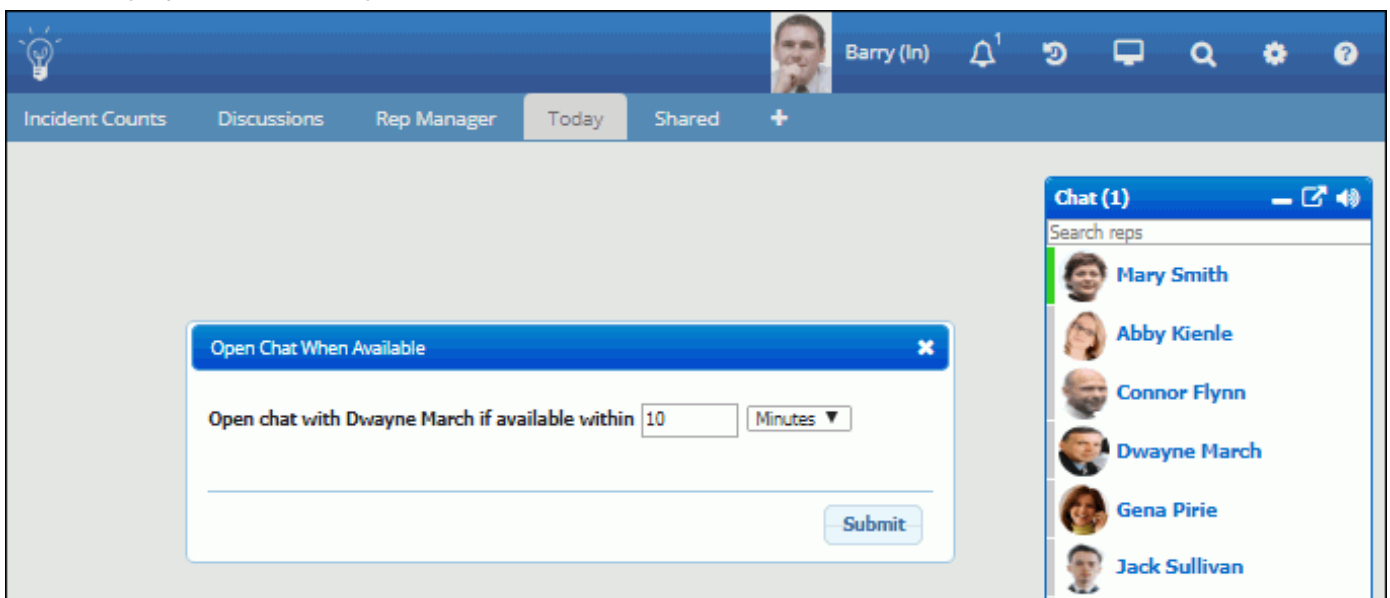 Barry (In)
1
Incident Counts
Discussions
Rep Manager
Today
Shared
Chat (1)
Search reps
Mary Smith
Abby Kienle
Connor Flynn
Dwayne March
Gena Pirie
Jack Sullivan
Open Chat When Available
Open chat with Dwayne March if available within 10 Minutes
Submit